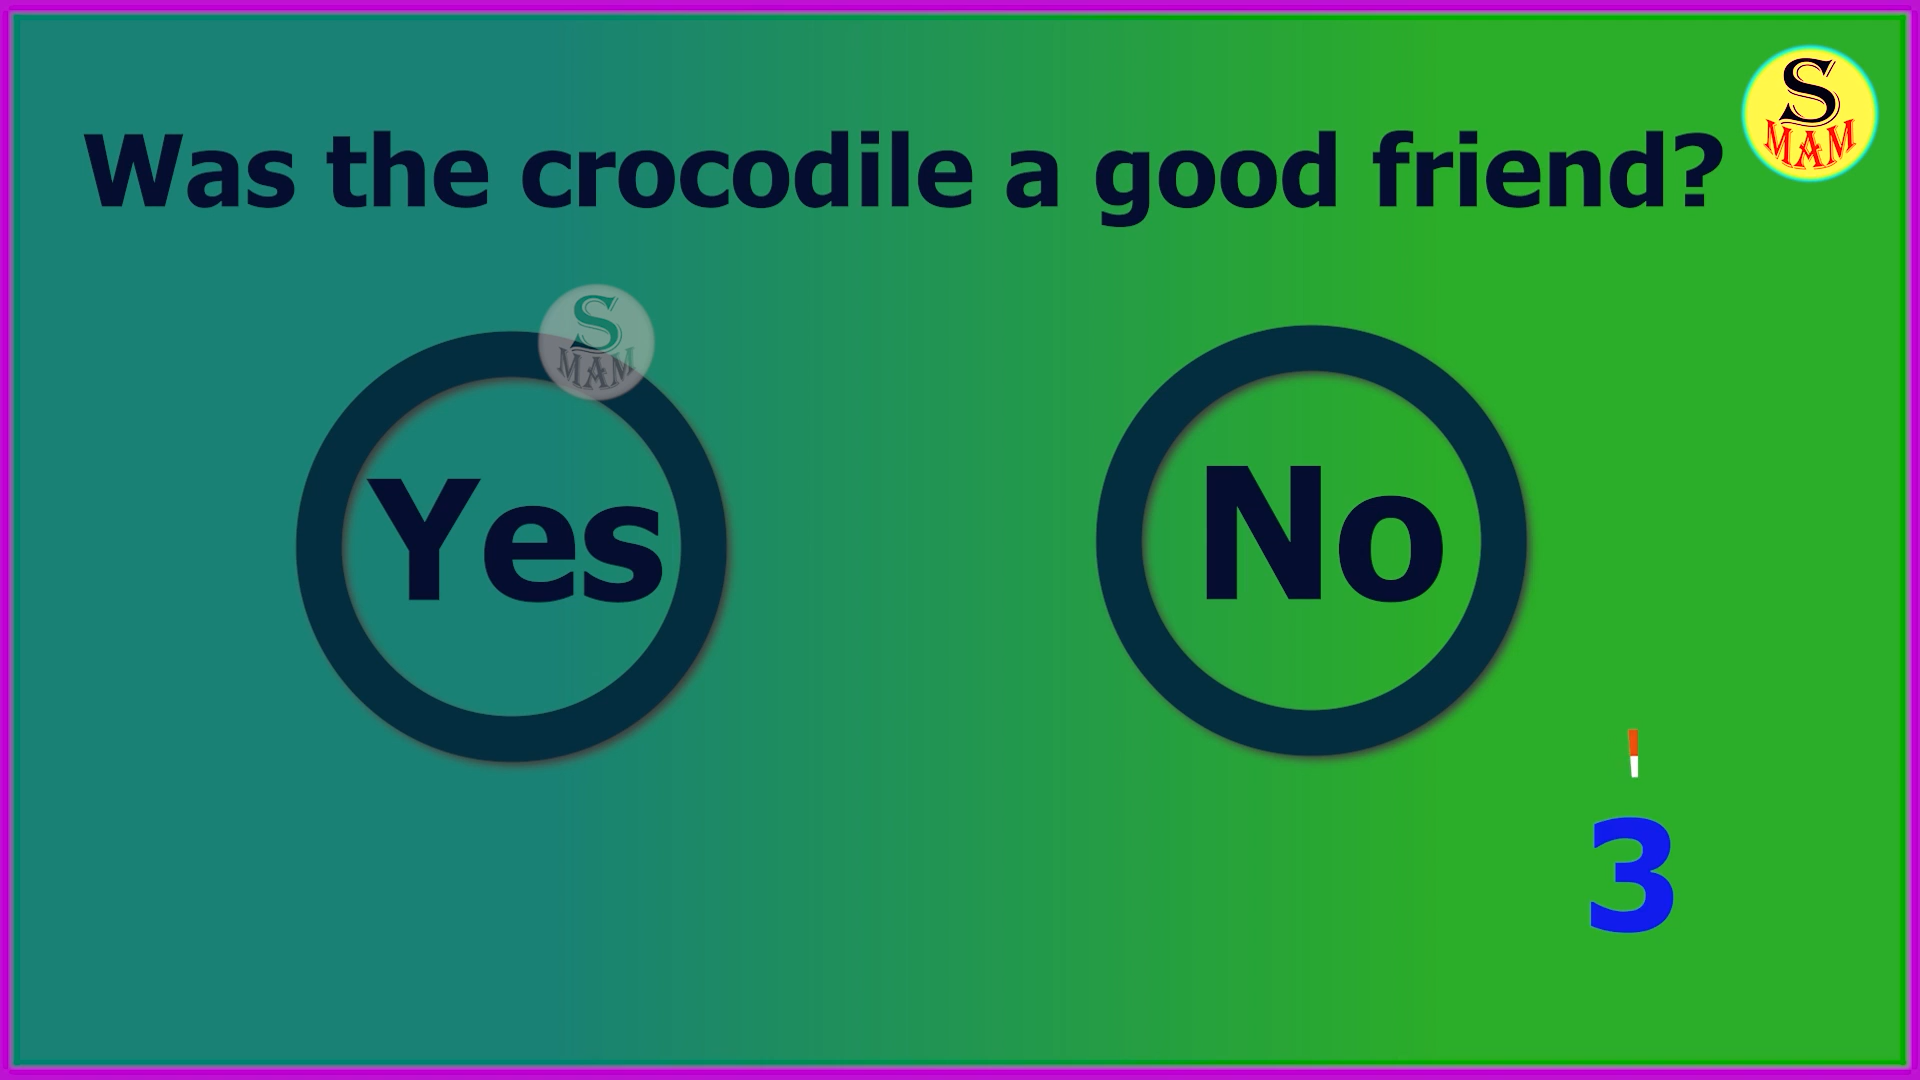 Was the crocodile a good friend?
S
MAM
S
MAM
Yes
No
3